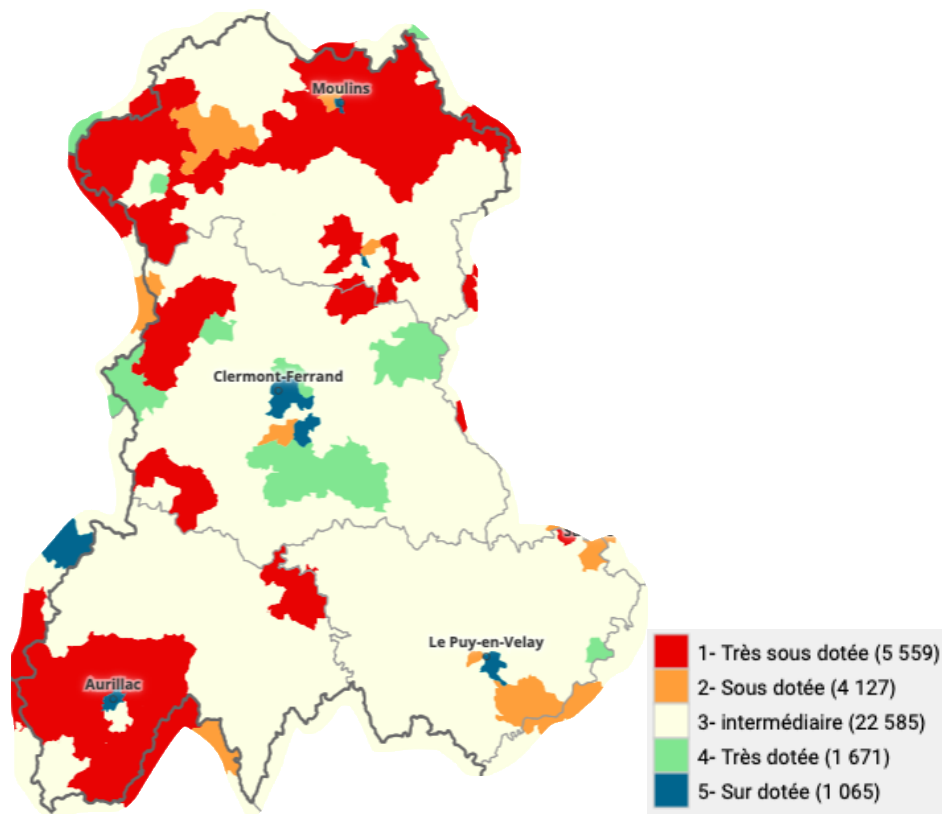 Moulins
Clermont-Ferrand
Le Puy-en-Velay
Aurillac
1- Très sous dotée (5 559)
2- Sous dotée (4 127)
3- intermédiaire (22 585)
4- Très dotée (1 671)
5- Sur dotée (1 065)